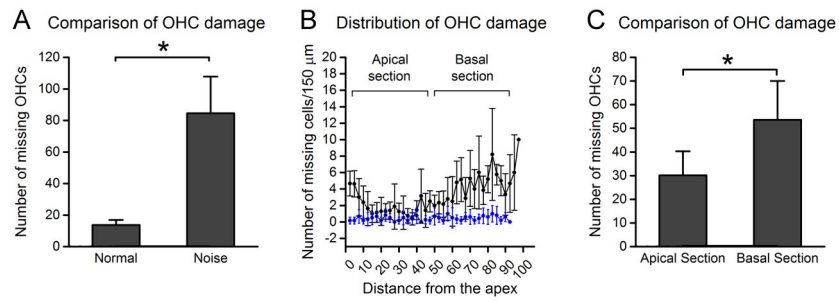 A Comparison of OHC damage
Number of missing OHCs
120
100
80
60
40
20
0
*
Normal Noise
B Distribution of OHC damage
Number of missing cells/150 μm
20
18
16
14
12
10
8
6
4
2
0
-2
Apical
section
Basal
section
0 10 20 30 40 50 60 70 80 90 100
Distance from the apex
C Comparison of OHC damage
Number of missing OHCs
80
70
60
50
40
30
20
10
0
*
Apical Section Basal Section